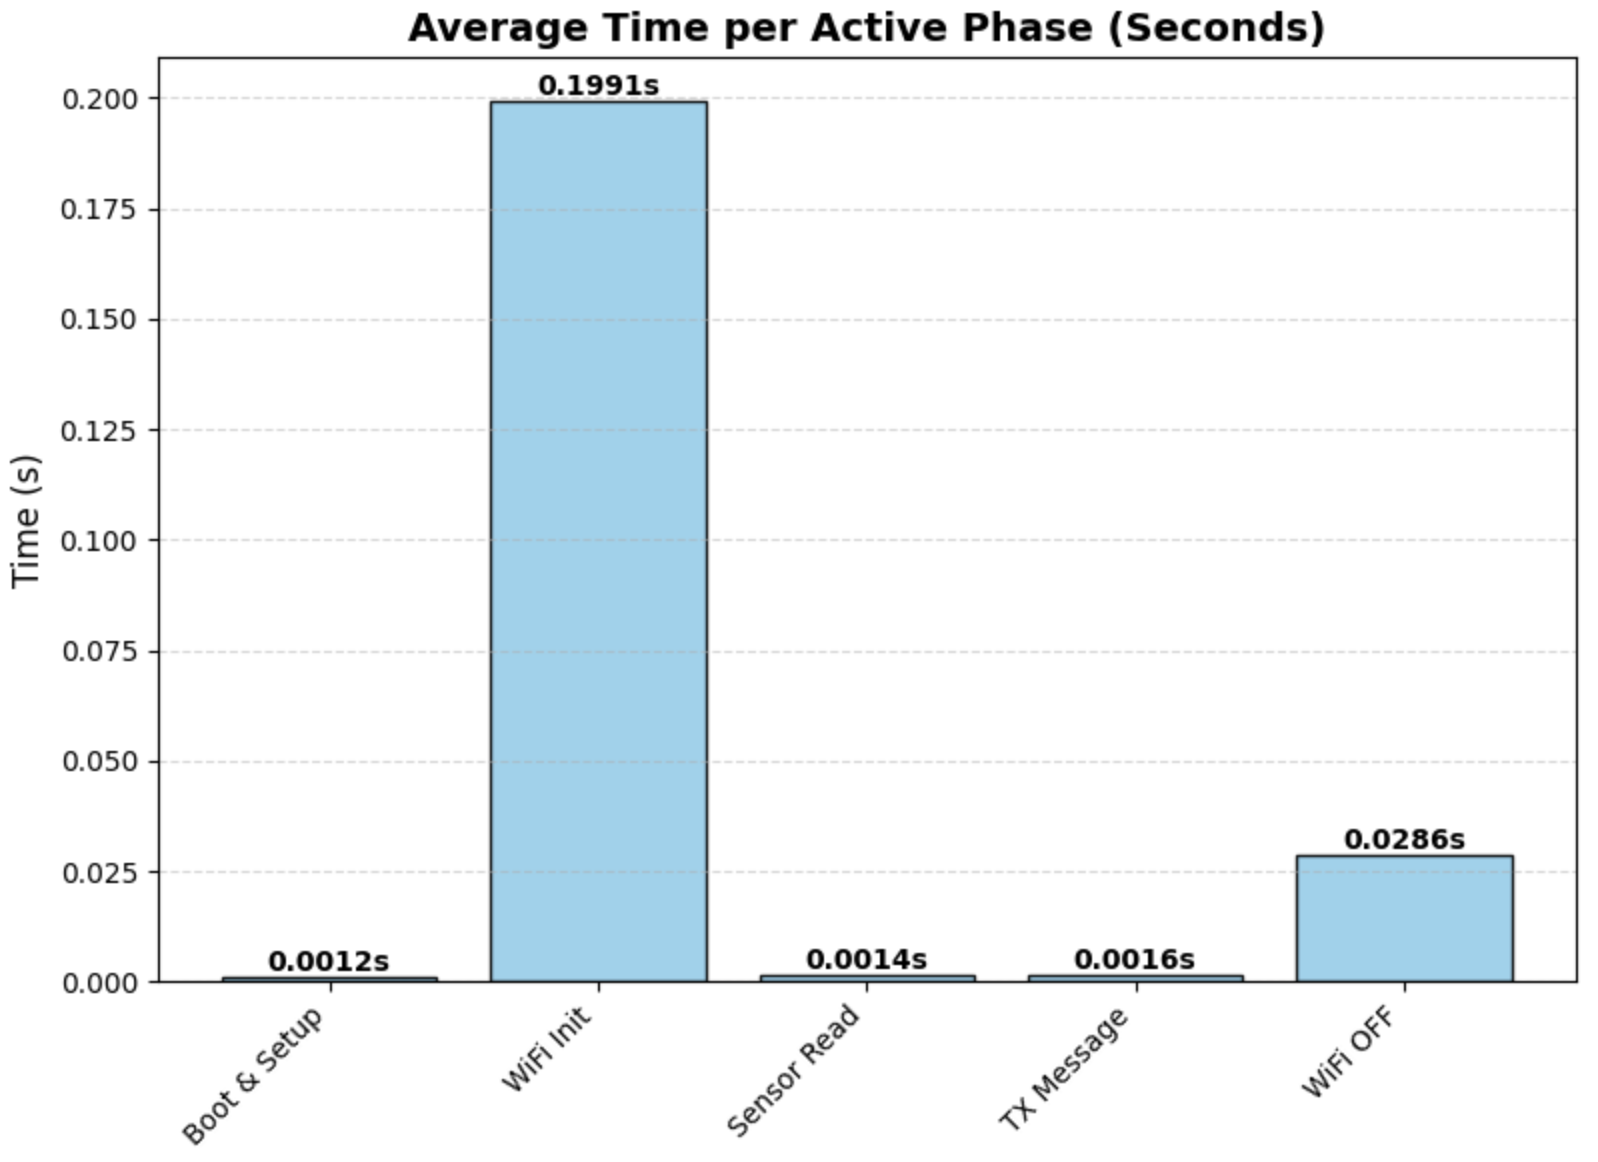 Average Time per Active Phase (Seconds)
0.1991s
0.200
0.175
0.150
0.125
0.100
0.075
0.050
0.0286s
0.025
0.0012s
0.0014s
0.0016s
0.000
Time (s)
Boot & Setup
WiFi Init
Sensor Read
TX Message
WiFi OFF